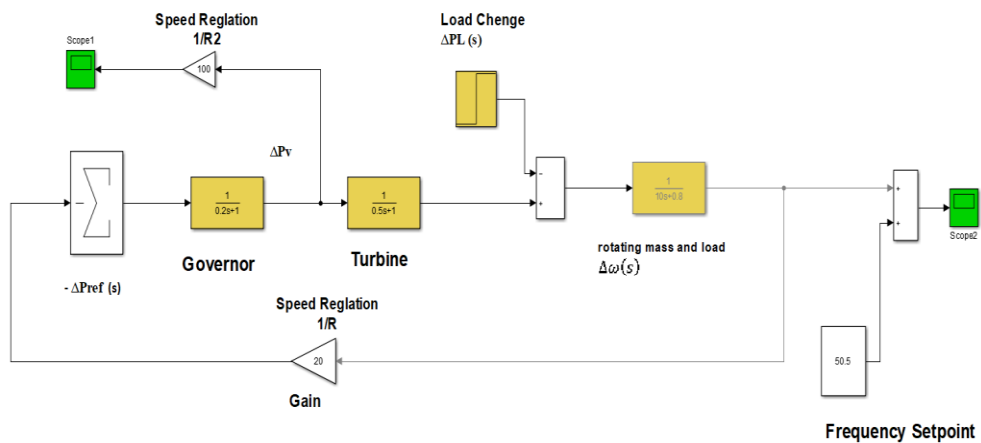 Speed Reglation
1/R2
Scope1
100
Load Chenge
ΔPL (s)
ΔPv
1
0.2s+1
Governor
1
0.5s+1
Turbine
-
+
1
10s+0.8
rotating mass and load
Δω(s)
+
+
Scope2
-
- ΔPref (s)
Speed Reglation
1/R
20
Gain
50.5
Frequency Setpoint